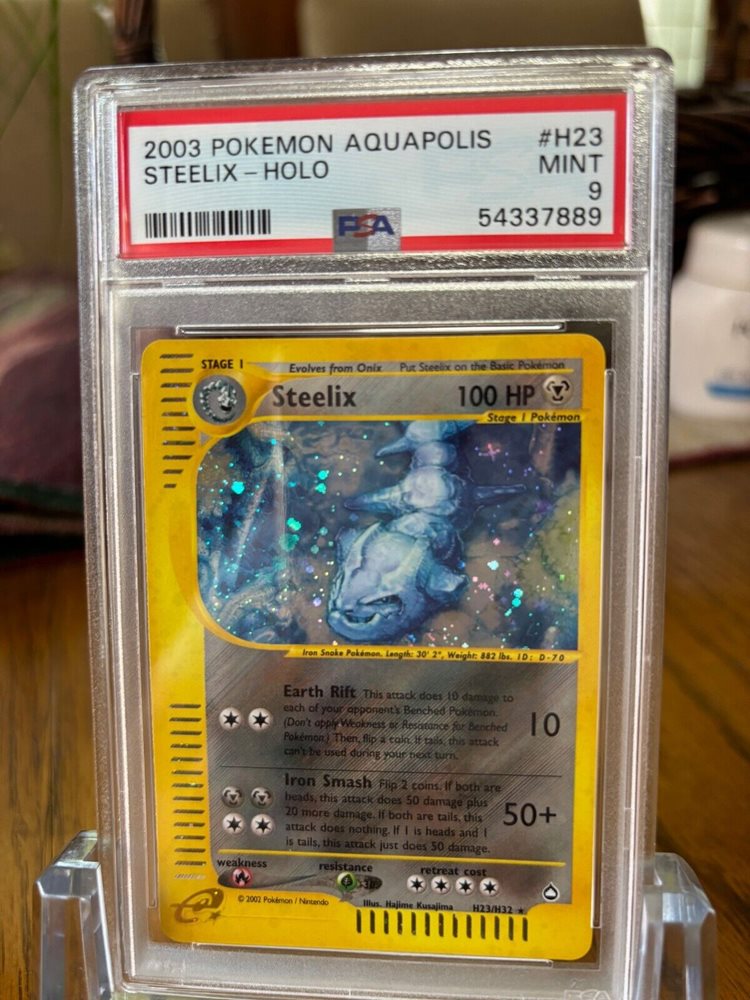 2003 POKEMON AQUAPOLIS #H23
STEELIX - HOLO MINT
9
PSA 54337889
STAGE 1 Evolves from Onix Put Steelix on the Basic Pokémon
Steelix 100 HP
Stage 1 Pokémon
Iron Snake Pokémon. Length: 30' 2", Weight: 882 lbs. ID: D-70
Earth Rift This attack does 10 damage to
each of your opponent's Benched Pokémon.
(Don't apply Weakness or Resistance for Benched
Pokémon.) Then, flip a coin. If tails, this attack
can't be used during your next turn.
10
Iron Smash Flip 2 coins. If both are
heads, this attack does 50 damage plus
20 more damage. If both are tails, this
attack does nothing. If 1 is heads and 1
is tails, this attack just does 50 damage.
50+
weakness resistance retreat cost
-30
e
© 2002 Pokémon / Nintendo Illus. Hajime Kusajima H23/H32